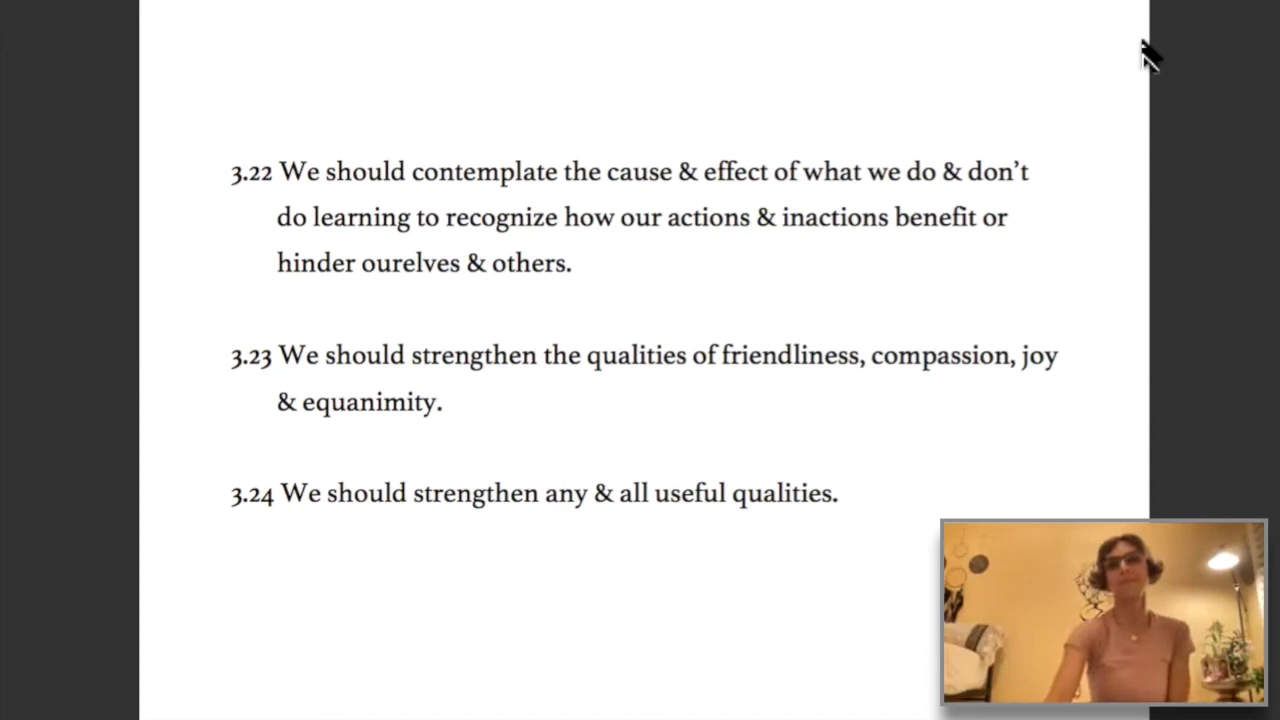 3.22 We should contemplate the cause & effect of what we do & don’t
do learning to recognize how our actions & inactions benefit or
hinder ourelves & others.
3.23 We should strengthen the qualities of friendliness, compassion, joy
& equanimity.
3.24 We should strengthen any & all useful qualities.